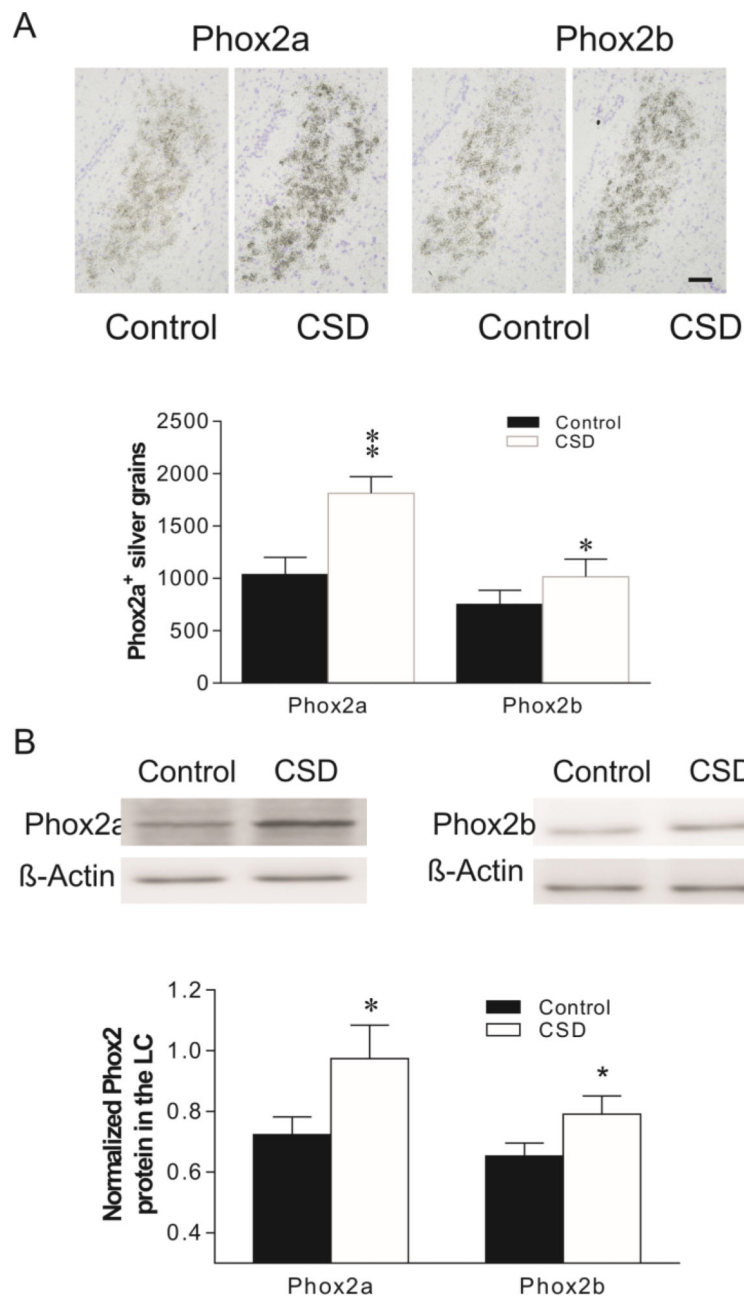 A
Phox2a Phox2b
Control CSD Control CSD
2500
2000
1500
1000
500
0
Phox2a⁺ silver grains
Control
CSD
**
*
Phox2a Phox2b
B
Control CSD Control CSD
Phox2a Phox2b
ß-Actin ß-Actin
1.2
1.0
0.8
0.6
0.4
Normalized Phox2
protein in the LC
Control
CSD
*
*
Phox2a Phox2b